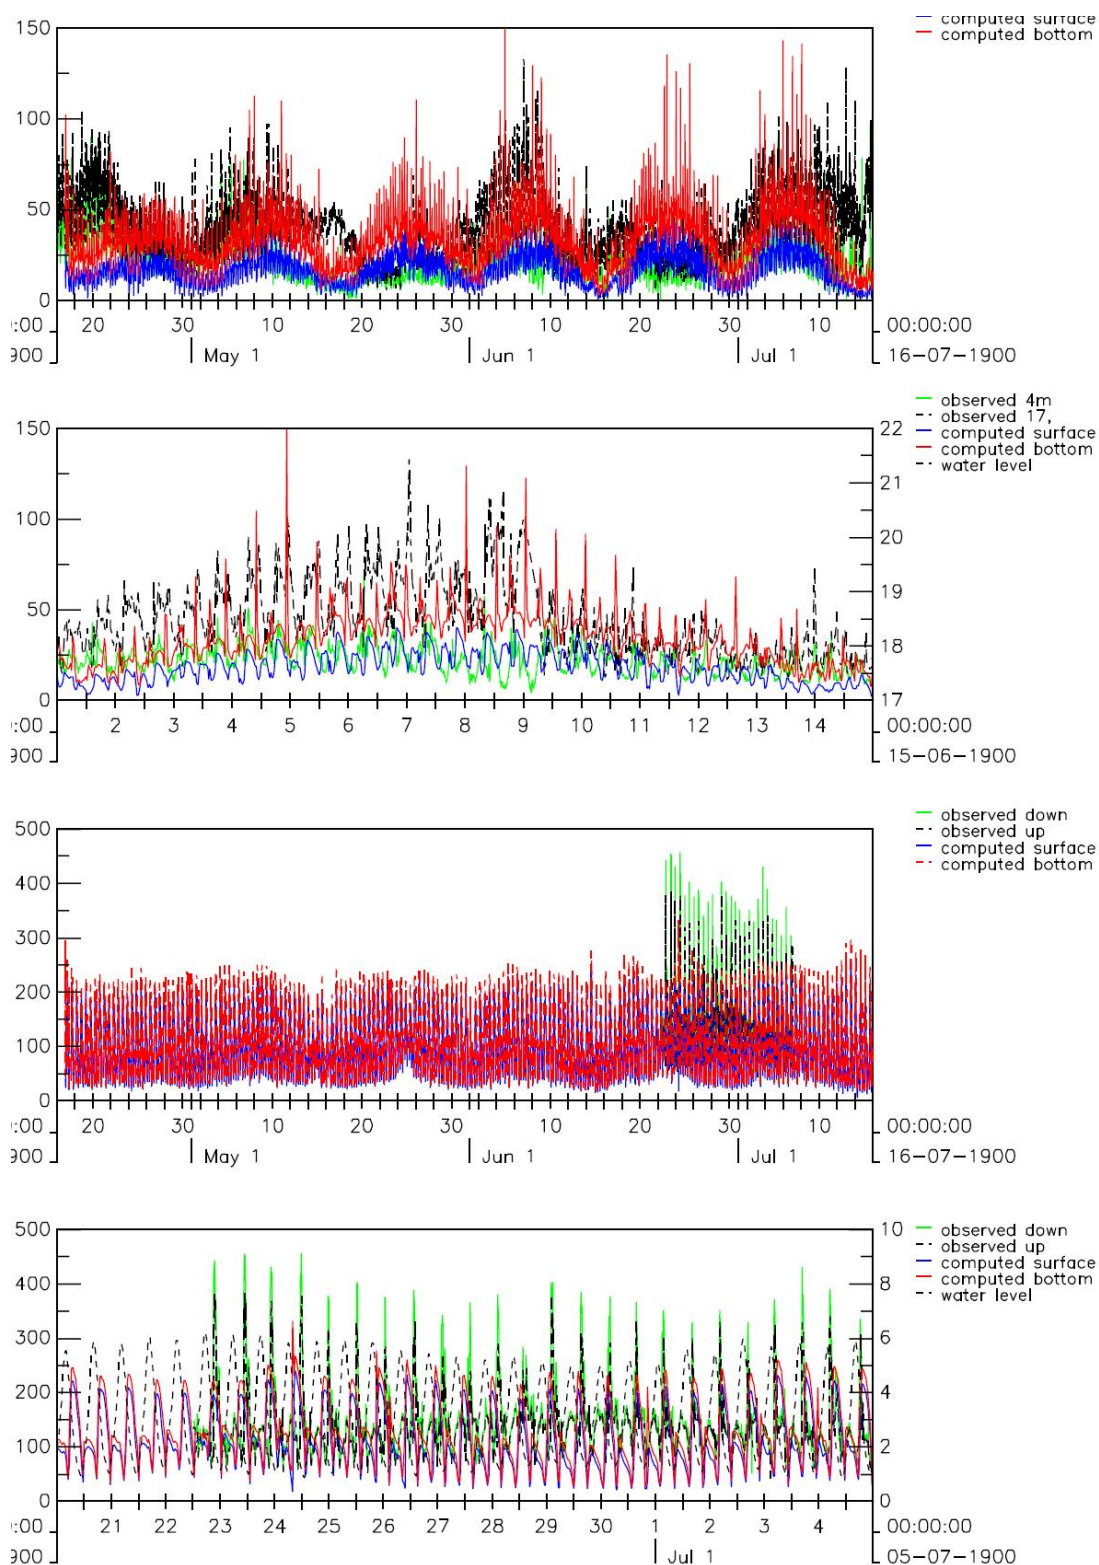 computed surface
computed bottom
150
100
50
0
20 30 10 20 30 10 30 10
:00 00:00:00
900 May 1 Jun 1 Jul 1 16-07-1900
observed 4m
observed 17,
computed surface
computed bottom
water level
150 22
21
100 20
19
50
18
0 17
2 3 4 5 6 7 8 9 10 11 12 13 14
:00 00:00:00
900 15-06-1900
observed down
observed up
computed surface
computed bottom
500
400
300
200
100
0
20 30 10 20 30 10 20 30 10
:00 00:00:00
900 May 1 Jun 1 Jul 1 16-07-1900
observed down
observed up
computed surface
computed bottom
water level
500 10
400 8
300 6
200 4
100 2
0 0
21 22 23 24 25 26 27 28 29 30 1 2 3 4
:00 00:00:00
900 Jul 1 05-07-1900